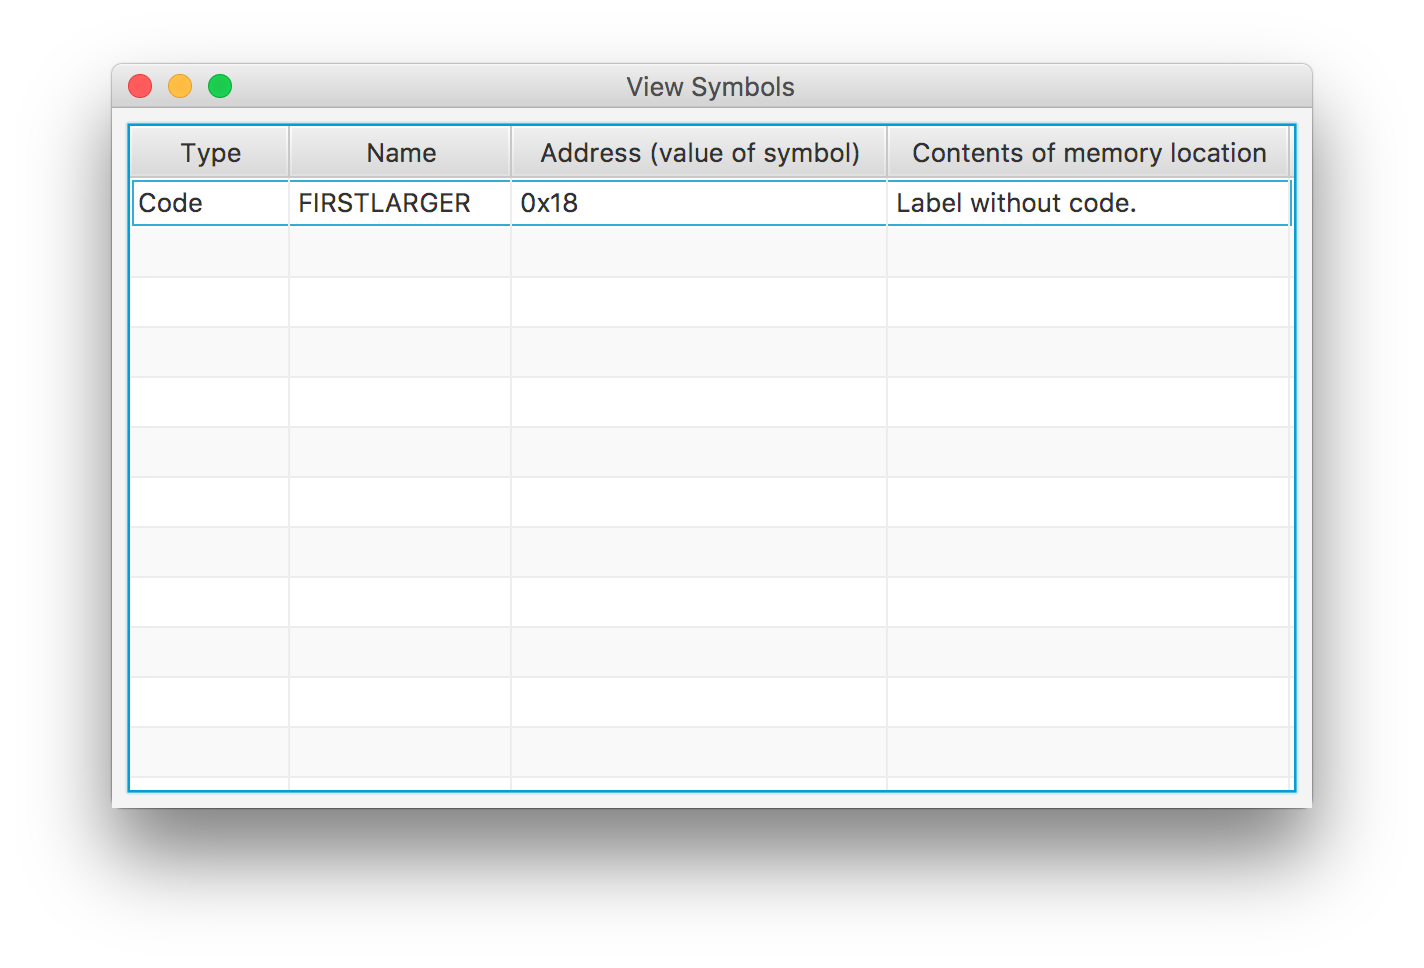 View Symbols
Type Name Address (value of symbol) Contents of memory location
Code FIRSTLARGER 0x18 Label without code.